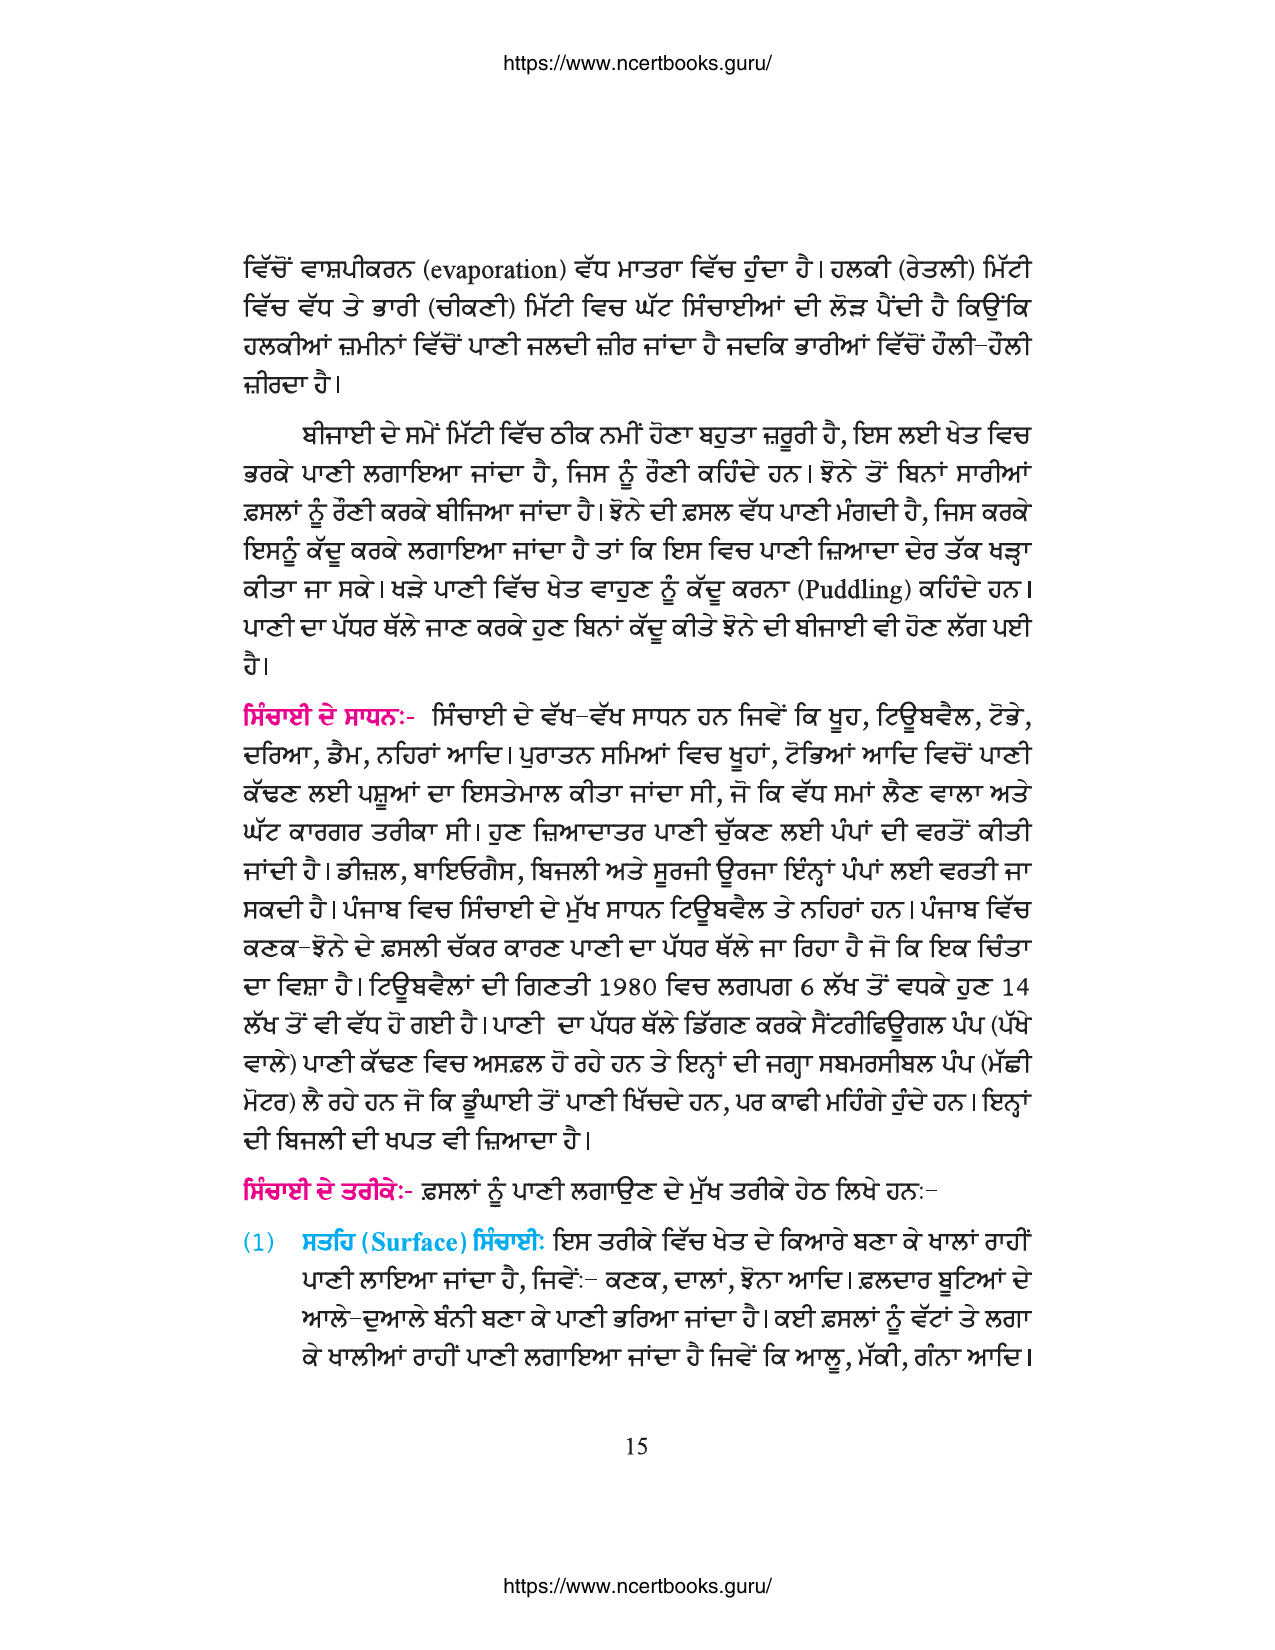 https://www.ncertbooks.guru/
ਵਿੱਚੋਂ ਵਾਸ਼ਪੀਕਰਨ (evaporation) ਵੱਧ ਮਾਤਰਾ ਵਿੱਚ ਹੁੰਦਾ ਹੈ। ਹਲਕੀ (ਰੇਤਲੀ) ਮਿੱਟੀ
ਵਿੱਚ ਵੱਧ ਤੇ ਭਾਰੀ (ਚੀਕਣੀ) ਮਿੱਟੀ ਵਿਚ ਘੱਟ ਸਿੰਚਾਈਆਂ ਦੀ ਲੋੜ ਪੈਂਦੀ ਹੈ ਕਿਉਂਕਿ
ਹਲਕੀਆਂ ਜ਼ਮੀਨਾਂ ਵਿੱਚੋਂ ਪਾਣੀ ਜਲਦੀ ਜ਼ੀਰ ਜਾਂਦਾ ਹੈ ਜਦਕਿ ਭਾਰੀਆਂ ਵਿੱਚੋਂ ਹੌਲੀ-ਹੌਲੀ
ਜ਼ੀਰਦਾ ਹੈ।
ਬੀਜਾਈ ਦੇ ਸਮੇਂ ਮਿੱਟੀ ਵਿੱਚ ਠੀਕ ਨਮੀਂ ਹੋਣਾ ਬਹੁਤਾ ਜ਼ਰੂਰੀ ਹੈ, ਇਸ ਲਈ ਖੇਤ ਵਿਚ
ਭਰਕੇ ਪਾਣੀ ਲਗਾਇਆ ਜਾਂਦਾ ਹੈ, ਜਿਸ ਨੂੰ ਰੌਣੀ ਕਹਿੰਦੇ ਹਨ। ਝੋਨੇ ਤੋਂ ਬਿਨਾਂ ਸਾਰੀਆਂ
ਫ਼ਸਲਾਂ ਨੂੰ ਰੌਣੀ ਕਰਕੇ ਬੀਜਿਆ ਜਾਂਦਾ ਹੈ। ਝੋਨੇ ਦੀ ਫ਼ਸਲ ਵੱਧ ਪਾਣੀ ਮੰਗਦੀ ਹੈ, ਜਿਸ ਕਰਕੇ
ਇਸਨੂੰ ਕੱਦੂ ਕਰਕੇ ਲਗਾਇਆ ਜਾਂਦਾ ਹੈ ਤਾਂ ਕਿ ਇਸ ਵਿਚ ਪਾਣੀ ਜ਼ਿਆਦਾ ਦੇਰ ਤੱਕ ਖੜ੍ਹਾ
ਕੀਤਾ ਜਾ ਸਕੇ। ਖੜੇ ਪਾਣੀ ਵਿੱਚ ਖੇਤ ਵਾਹੁਣ ਨੂੰ ਕੱਦੂ ਕਰਨਾ (Puddling) ਕਹਿੰਦੇ ਹਨ।
ਪਾਣੀ ਦਾ ਪੱਧਰ ਥੱਲੇ ਜਾਣ ਕਰਕੇ ਹੁਣ ਬਿਨਾਂ ਕੱਦੂ ਕੀਤੇ ਝੋਨੇ ਦੀ ਬੀਜਾਈ ਵੀ ਹੋਣ ਲੱਗ ਪਈ
ਹੈ।
ਸਿੰਚਾਈ ਦੇ ਸਾਧਨਃ- ਸਿੰਚਾਈ ਦੇ ਵੱਖ-ਵੱਖ ਸਾਧਨ ਹਨ ਜਿਵੇਂ ਕਿ ਖੂਹ, ਟਿਊਬਵੈਲ, ਟੋਭੇ,
ਦਰਿਆ, ਡੈਮ, ਨਹਿਰਾਂ ਆਦਿ। ਪੁਰਾਤਨ ਸਮਿਆਂ ਵਿਚ ਖੂਹਾਂ, ਟੋਭਿਆਂ ਆਦਿ ਵਿਚੋਂ ਪਾਣੀ
ਕੱਢਣ ਲਈ ਪਸ਼ੂਆਂ ਦਾ ਇਸਤੇਮਾਲ ਕੀਤਾ ਜਾਂਦਾ ਸੀ, ਜੋ ਕਿ ਵੱਧ ਸਮਾਂ ਲੈਣ ਵਾਲਾ ਅਤੇ
ਘੱਟ ਕਾਰਗਰ ਤਰੀਕਾ ਸੀ। ਹੁਣ ਜ਼ਿਆਦਾਤਰ ਪਾਣੀ ਚੁੱਕਣ ਲਈ ਪੰਪਾਂ ਦੀ ਵਰਤੋਂ ਕੀਤੀ
ਜਾਂਦੀ ਹੈ। ਡੀਜ਼ਲ, ਬਾਇਓਗੈਸ, ਬਿਜਲੀ ਅਤੇ ਸੂਰਜੀ ਊਰਜਾ ਇੰਨ੍ਹਾਂ ਪੰਪਾਂ ਲਈ ਵਰਤੀ ਜਾ
ਸਕਦੀ ਹੈ। ਪੰਜਾਬ ਵਿਚ ਸਿੰਚਾਈ ਦੇ ਮੁੱਖ ਸਾਧਨ ਟਿਊਬਵੈਲ ਤੇ ਨਹਿਰਾਂ ਹਨ। ਪੰਜਾਬ ਵਿੱਚ
ਕਣਕ-ਝੋਨੇ ਦੇ ਫ਼ਸਲੀ ਚੱਕਰ ਕਾਰਣ ਪਾਣੀ ਦਾ ਪੱਧਰ ਥੱਲੇ ਜਾ ਰਿਹਾ ਹੈ ਜੋ ਕਿ ਇਕ ਚਿੰਤਾ
ਦਾ ਵਿਸ਼ਾ ਹੈ। ਟਿਊਬਵੈਲਾਂ ਦੀ ਗਿਣਤੀ 1980 ਵਿਚ ਲਗਪਗ 6 ਲੱਖ ਤੋਂ ਵਧਕੇ ਹੁਣ 14
ਲੱਖ ਤੋਂ ਵੀ ਵੱਧ ਹੋ ਗਈ ਹੈ। ਪਾਣੀ ਦਾ ਪੱਧਰ ਥੱਲੇ ਡਿੱਗਣ ਕਰਕੇ ਸੈਂਟਰੀਫਿਊਗਲ ਪੰਪ (ਪੱਖੇ
ਵਾਲੇ) ਪਾਣੀ ਕੱਢਣ ਵਿਚ ਅਸਫ਼ਲ ਹੋ ਰਹੇ ਹਨ ਤੇ ਇਨ੍ਹਾਂ ਦੀ ਜਗ੍ਹਾ ਸਬਮਰਸੀਬਲ ਪੰਪ (ਮੱਛੀ
ਮੋਟਰ) ਲੈ ਰਹੇ ਹਨ ਜੋ ਕਿ ਡੂੰਘਾਈ ਤੋਂ ਪਾਣੀ ਖਿੱਚਦੇ ਹਨ, ਪਰ ਕਾਫੀ ਮਹਿੰਗੇ ਹੁੰਦੇ ਹਨ। ਇਨ੍ਹਾਂ
ਦੀ ਬਿਜਲੀ ਦੀ ਖਪਤ ਵੀ ਜ਼ਿਆਦਾ ਹੈ।
ਸਿੰਚਾਈ ਦੇ ਤਰੀਕੇਃ- ਫ਼ਸਲਾਂ ਨੂੰ ਪਾਣੀ ਲਗਾਉਣ ਦੇ ਮੁੱਖ ਤਰੀਕੇ ਹੇਠ ਲਿਖੇ ਹਨਃ-
(1) ਸਤਹਿ (Surface) ਸਿੰਚਾਈਃ ਇਸ ਤਰੀਕੇ ਵਿੱਚ ਖੇਤ ਦੇ ਕਿਆਰੇ ਬਣਾ ਕੇ ਖਾਲਾਂ ਰਾਹੀਂ
ਪਾਣੀ ਲਾਇਆ ਜਾਂਦਾ ਹੈ, ਜਿਵੇਂਃ- ਕਣਕ, ਦਾਲਾਂ, ਝੋਨਾ ਆਦਿ। ਫ਼ਲਦਾਰ ਬੂਟਿਆਂ ਦੇ
ਆਲੇ-ਦੁਆਲੇ ਬੰਨੀ ਬਣਾ ਕੇ ਪਾਣੀ ਭਰਿਆ ਜਾਂਦਾ ਹੈ। ਕਈ ਫ਼ਸਲਾਂ ਨੂੰ ਵੱਟਾਂ ਤੇ ਲਗਾ
ਕੇ ਖਾਲੀਆਂ ਰਾਹੀਂ ਪਾਣੀ ਲਗਾਇਆ ਜਾਂਦਾ ਹੈ ਜਿਵੇਂ ਕਿ ਆਲੂ, ਮੱਕੀ, ਗੰਨਾ ਆਦਿ।
15
https://www.ncertbooks.guru/